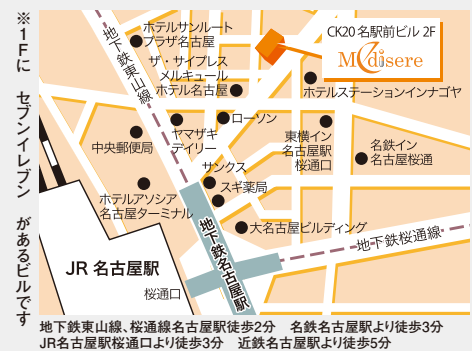 ※１Fに セブンイレブン があるビルです
地下鉄東山線
ホテルサンルート
プラザ名古屋
CK20 名駅前ビル 2F
Medisere
ザ・サイプレス
メルキュール
ホテル名古屋
ホテルステーションインナゴヤ
ローソン
ヤマザキ
デイリー
中央郵便局
東横イン
名古屋駅
桜通口
名鉄イン
名古屋桜通
サンクス
スギ薬局
ホテルアソシア
名古屋ターミナル
大名古屋ビルディング
地下鉄名古屋駅
地下鉄桜通線
JR 名古屋駅
桜通口
地下鉄東山線、桜通線名古屋駅徒歩2分 名鉄名古屋駅より徒歩3分
JR名古屋駅桜通口より徒歩3分 近鉄名古屋駅より徒歩5分